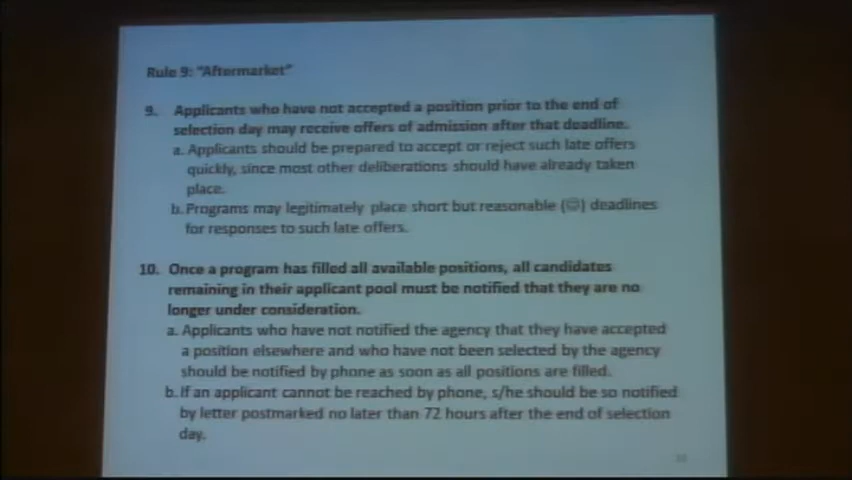 Rule 9: "Aftermarket"
9. Applicants who have not accepted a position prior to the end of
selection day may receive offers of admission after that deadline.
a. Applicants should be prepared to accept or reject such late offers
quickly, since most other deliberations should have already taken
place.
b. Programs may legitimately place short but reasonable (☺) deadlines
for responses to such late offers.
10. Once a program has filled all available positions, all candidates
remaining in their applicant pool must be notified that they are no
longer under consideration.
a. Applicants who have not notified the agency that they have accepted
a position elsewhere and who have not been selected by the agency
should be notified by phone as soon as all positions are filled.
b. If an applicant cannot be reached by phone, s/he should be so notified
by letter postmarked no later than 72 hours after the end of selection
day.